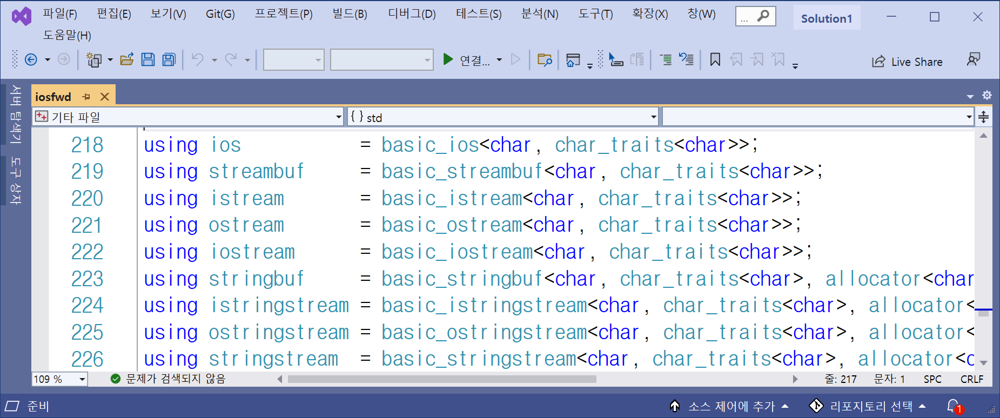 파일(F) 편집(E) 보기(V) Git(G) 프로젝트(P) 빌드(B) 디버그(D) 테스트(S) 분석(N) 도구(T) 확장(X) 창(W) ... Solution1
도움말(H)
연결... Live Share
서버 탐색기
도구 상자
iosfwd
기타 파일 { } std
218 using ios = basic_ios<char, char_traits<char>>;
219 using streambuf = basic_streambuf<char, char_traits<char>>;
220 using istream = basic_istream<char, char_traits<char>>;
221 using ostream = basic_ostream<char, char_traits<char>>;
222 using iostream = basic_iostream<char, char_traits<char>>;
223 using stringbuf = basic_stringbuf<char, char_traits<char>, allocator<char
224 using istringstream = basic_istringstream<char, char_traits<char>, allocator<
225 using ostringstream = basic_ostringstream<char, char_traits<char>, allocator<
226 using stringstream = basic_stringstream<char, char_traits<char>, allocator<c
109 % 문제가 검색되지 않음 줄: 217 문자: 1 SPC CRLF
준비 소스 제어에 추가 리포지토리 선택 1